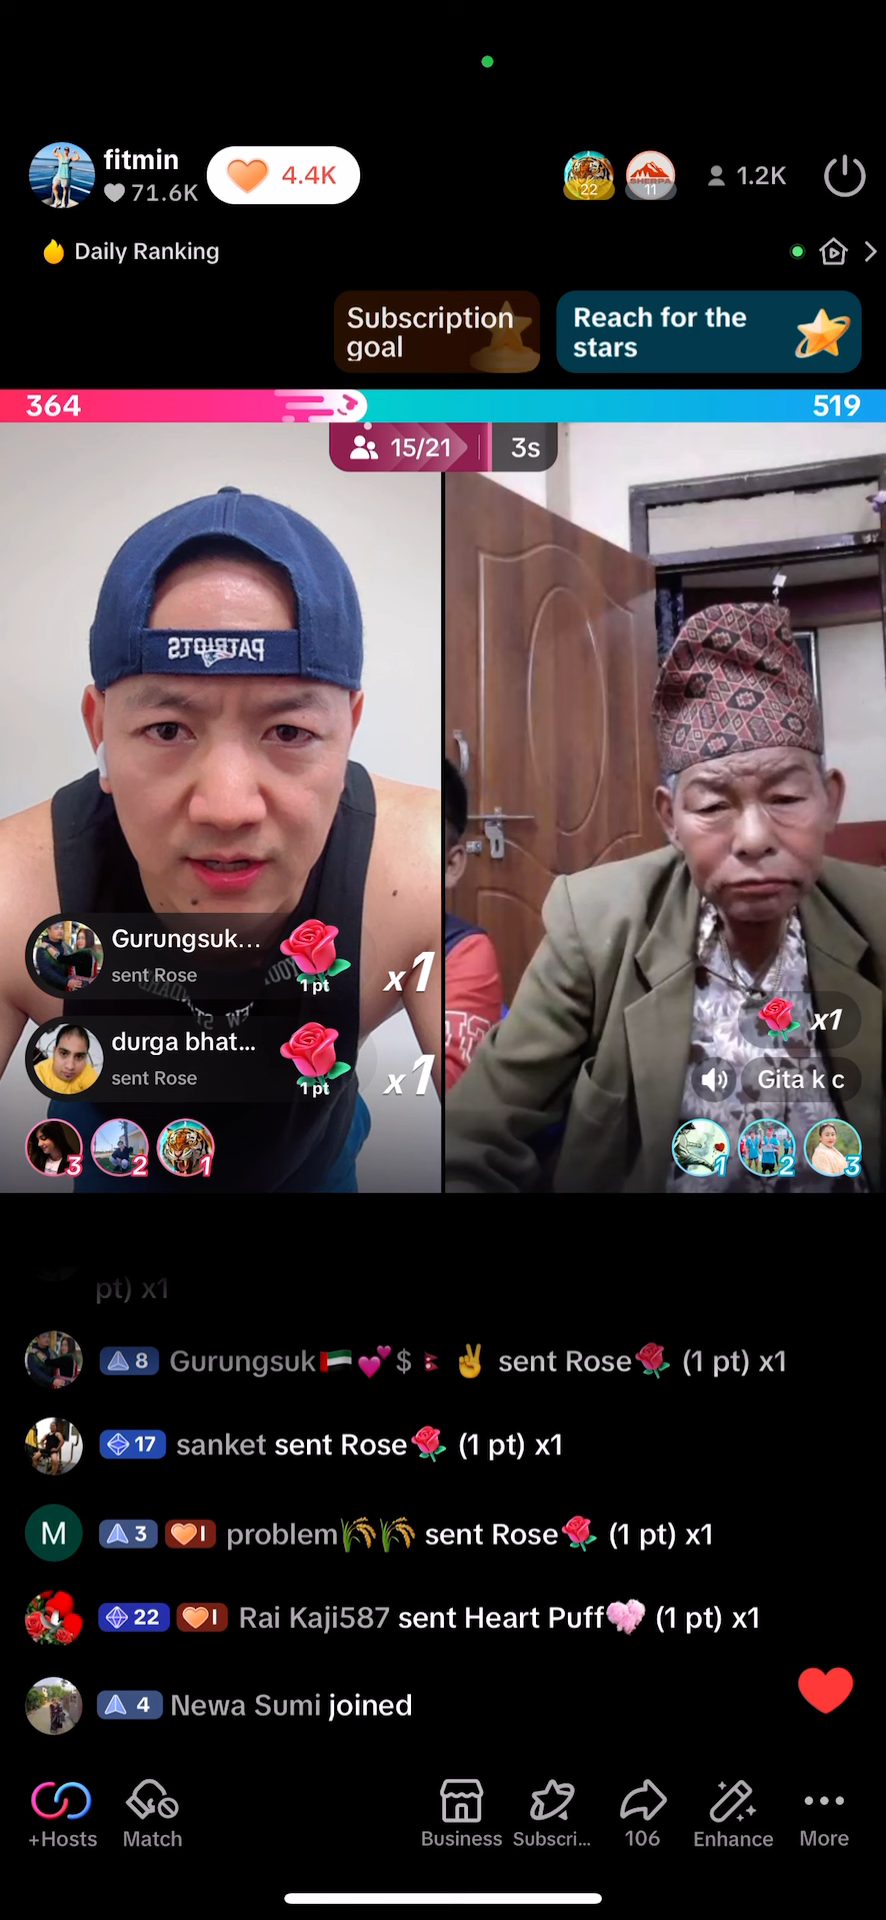 fitmin
71.6K
4.4K
22
SHERPA
11
1.2K
Daily Ranking
Subscription
goal
Reach for the
stars
364
519
15/21
3s
PATRIOTS
Gurungsuk...
sent Rose
1 pt
x1
durga bhat...
sent Rose
1 pt
x1
x1
Gita k c
3
2
1
1
2
3
pt) x1
8 Gurungsuk🇦🇪💕$🇳🇵✌️ sent Rose🌹 (1 pt) x1
17 sanket sent Rose🌹 (1 pt) x1
M 3 I problem🌾🌾 sent Rose🌹 (1 pt) x1
22 I Rai Kaji587 sent Heart Puff (1 pt) x1
4 Newa Sumi joined
+Hosts
Match
Business
Subscri...
106
Enhance
More